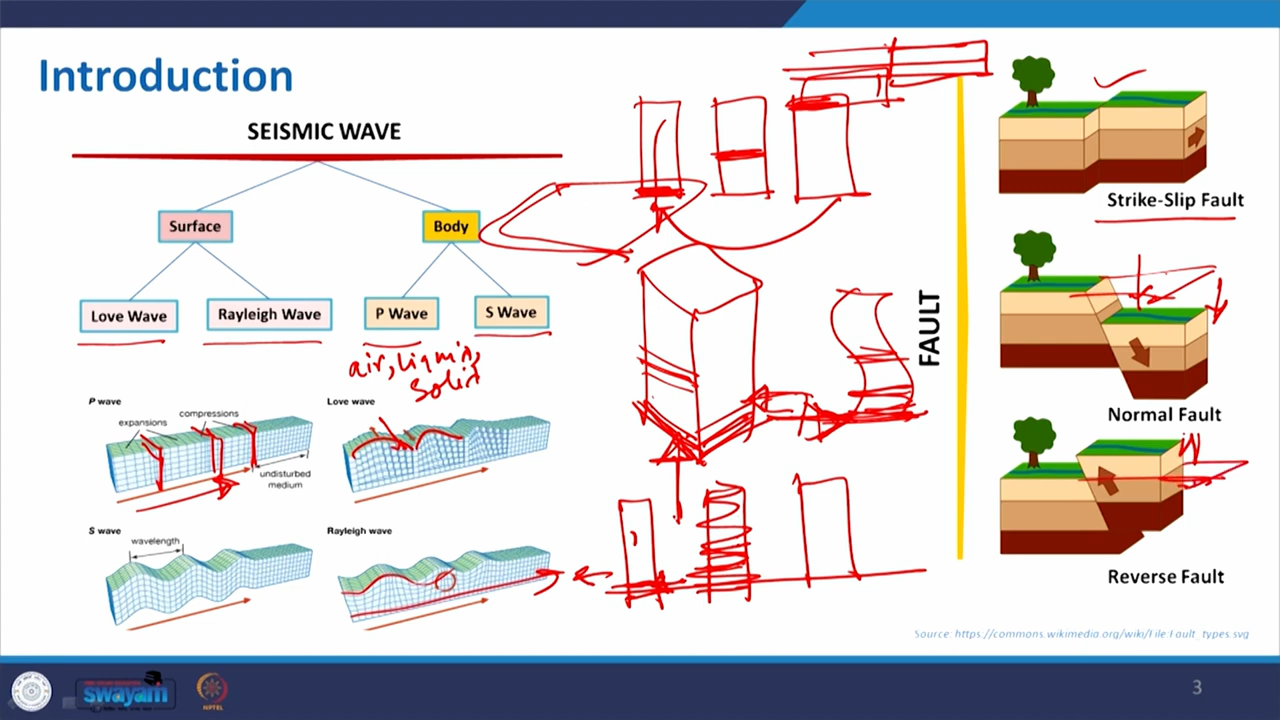 Introduction
SEISMIC WAVE
Surface
Body
Love Wave
Rayleigh Wave
P Wave
S Wave
air, liquid,
solid
P wave
expansions
compressions
undisturbed
medium
Love wave
S wave
wavelength
Rayleigh wave
FAULT
Strike-Slip Fault
Normal Fault
Reverse Fault
Source: https://commons.wikimedia.org/wiki/File:Fault_types.svg
swayam
NPTEL
3